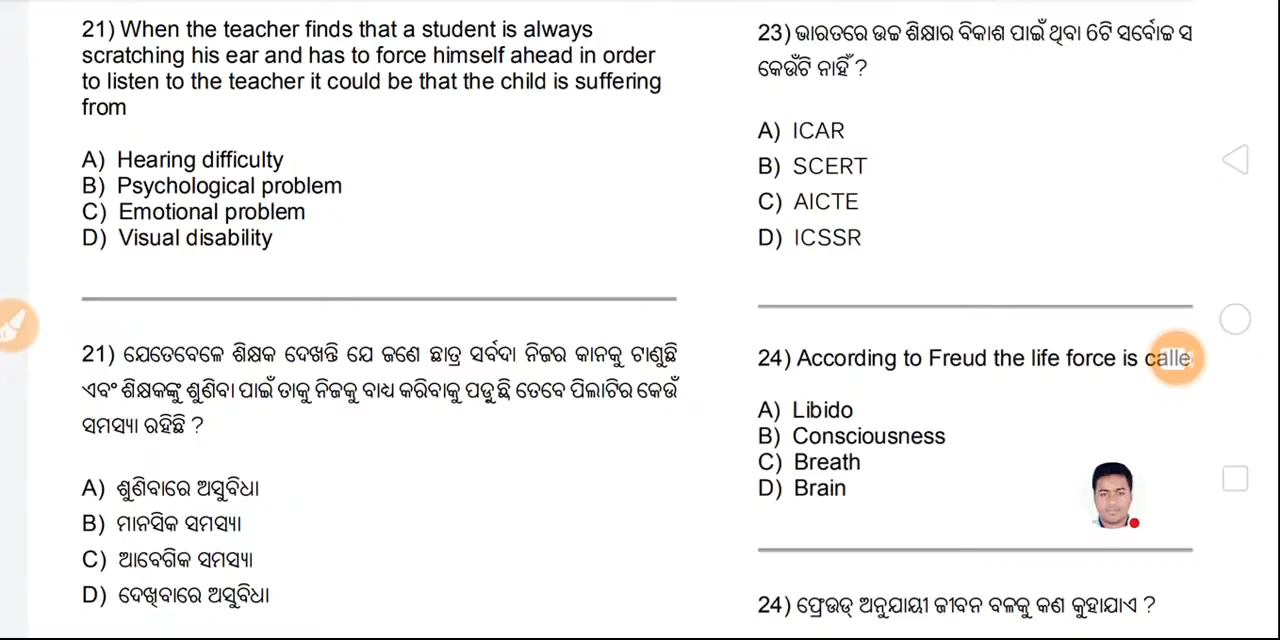 21) When the teacher finds that a student is always
scratching his ear and has to force himself ahead in order
to listen to the teacher it could be that the child is suffering
from
A) Hearing difficulty
B) Psychological problem
C) Emotional problem
D) Visual disability
21) ଯେତେବେଳେ ଶିକ୍ଷକ ଦେଖନ୍ତି ଯେ ଜଣେ ଛାତ୍ର ସର୍ବଦା ନିଜର କାନକୁ ଟାଣୁଛି
ଏବଂ ଶିକ୍ଷକଙ୍କୁ ଶୁଣିବା ପାଇଁ ତାକୁ ନିଜକୁ ବାଧ୍ୟ କରିବାକୁ ପଡୁଛି ତେବେ ପିଲାଟିର କେଉଁ
ସମସ୍ୟା ରହିଛି ?
A) ଶୁଣିବାରେ ଅସୁବିଧା
B) ମାନସିକ ସମସ୍ୟା
C) ଆବେଗିକ ସମସ୍ୟା
D) ଦେଖିବାରେ ଅସୁବିଧା
23) ଭାରତରେ ଉଚ୍ଚ ଶିକ୍ଷାର ବିକାଶ ପାଇଁ ଥିବା 6ଟି ସର୍ବୋଚ୍ଚ ସ
କେଉଁଟି ନାହିଁ ?
A) ICAR
B) SCERT
C) AICTE
D) ICSSR
24) According to Freud the life force is calle
A) Libido
B) Consciousness
C) Breath
D) Brain
24) ଫ୍ରେଉଡ୍ ଅନୁଯାୟୀ ଜୀବନ ବଳକୁ କଣ କୁହାଯାଏ ?